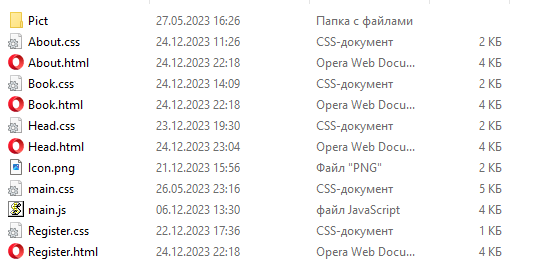 Pict 27.05.2023 16:26 Папка с файлами
About.css 24.12.2023 11:26 CSS-документ 2 КБ
About.html 24.12.2023 22:18 Opera Web Docu... 4 КБ
Book.css 24.12.2023 14:09 CSS-документ 2 КБ
Book.html 24.12.2023 22:18 Opera Web Docu... 4 КБ
Head.css 23.12.2023 19:30 CSS-документ 2 КБ
Head.html 24.12.2023 23:04 Opera Web Docu... 4 КБ
Icon.png 21.12.2023 15:56 Файл "PNG" 2 КБ
main.css 26.05.2023 23:16 CSS-документ 5 КБ
main.js 06.12.2023 13:30 файл JavaScript 4 КБ
Register.css 22.12.2023 17:36 CSS-документ 1 КБ
Register.html 24.12.2023 22:18 Opera Web Docu... 4 КБ